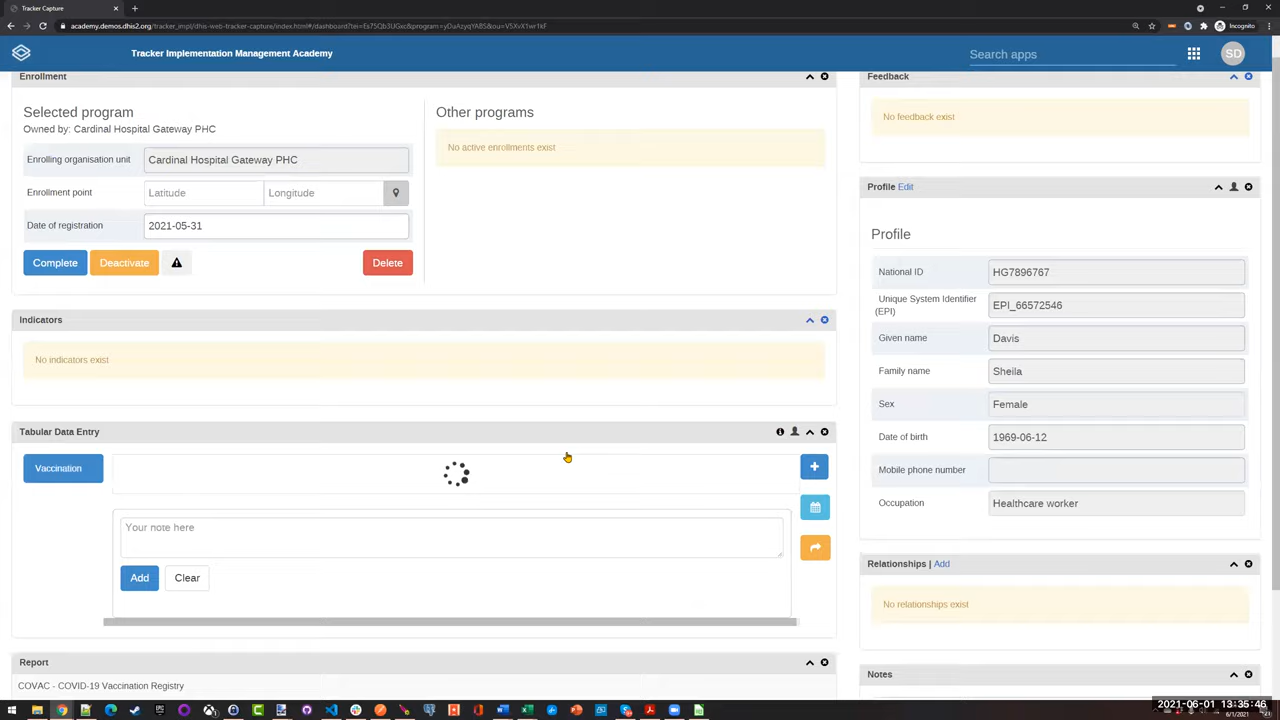 Tracker Capture
academy.demos.dhis2.org/tracker_impl/dhis-web-tracker-capture/index.html#/dashboard?tei=Es75Qb3UGxc&program=yDuAzyqYABS&ou=V5XvX1wr1kF
Incognito
Tracker Implementation Management Academy
Search apps
SD
Enrollment
Selected program
Owned by: Cardinal Hospital Gateway PHC
Enrolling organisation unit
Cardinal Hospital Gateway PHC
Enrollment point
Latitude
Longitude
Date of registration
2021-05-31
Complete
Deactivate
Delete
Other programs
No active enrollments exist
Indicators
No indicators exist
Tabular Data Entry
Vaccination
Your note here
Add
Clear
Report
COVAC - COVID-19 Vaccination Registry
Feedback
No feedback exist
Profile Edit
Profile
National ID
HG7896767
Unique System Identifier (EPI)
EPI_66572546
Given name
Davis
Family name
Sheila
Sex
Female
Date of birth
1969-06-12
Mobile phone number
Occupation
Healthcare worker
Relationships | Add
No relationships exist
Notes
2021-06-01 13:35:46
6/1/2021